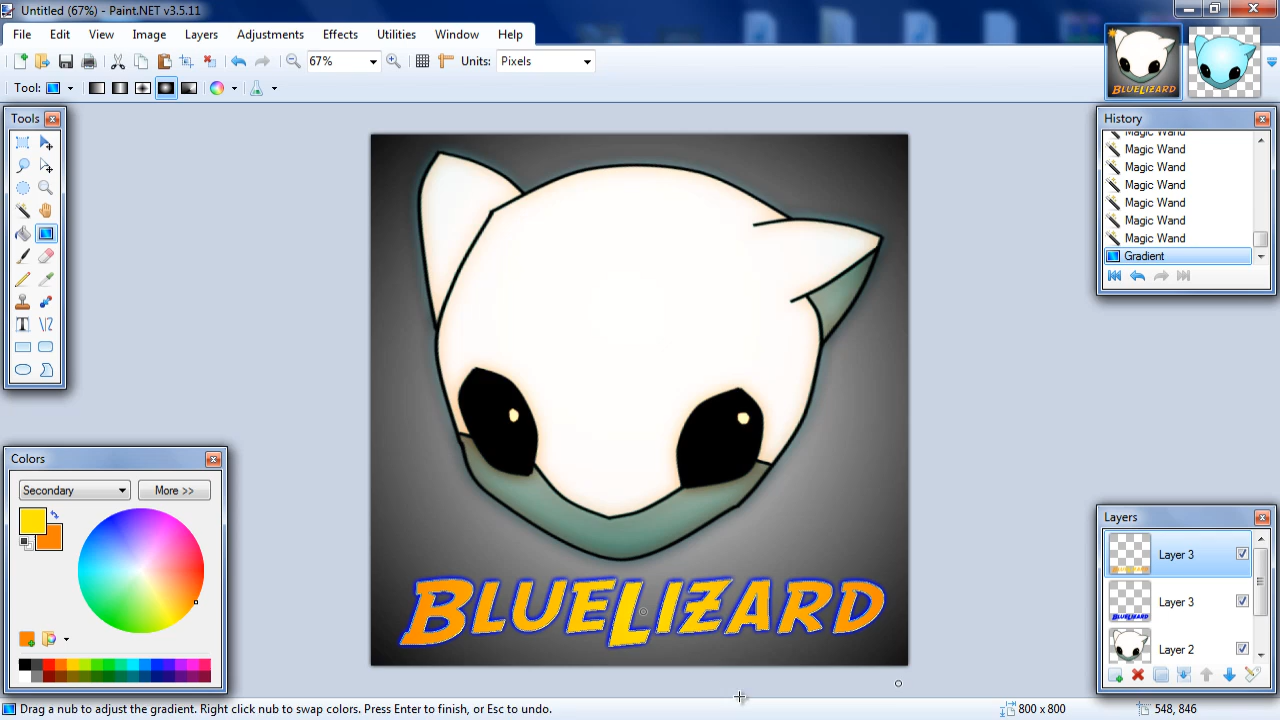 Untitled (67%) - Paint.NET v3.5.11
File Edit View Image Layers Adjustments Effects Utilities Window Help
67% Units: Pixels
Tool:
BLUELIZARD
Tools
History
Magic Wand
Magic Wand
Magic Wand
Magic Wand
Magic Wand
Magic Wand
Magic Wand
Gradient
BLUELIZARD
Colors
Secondary More >>
Layers
Layer 3
Layer 3
BLUELIZARD
Layer 2
Drag a nub to adjust the gradient. Right click nub to swap colors. Press Enter to finish, or Esc to undo. 800 x 800 548, 846